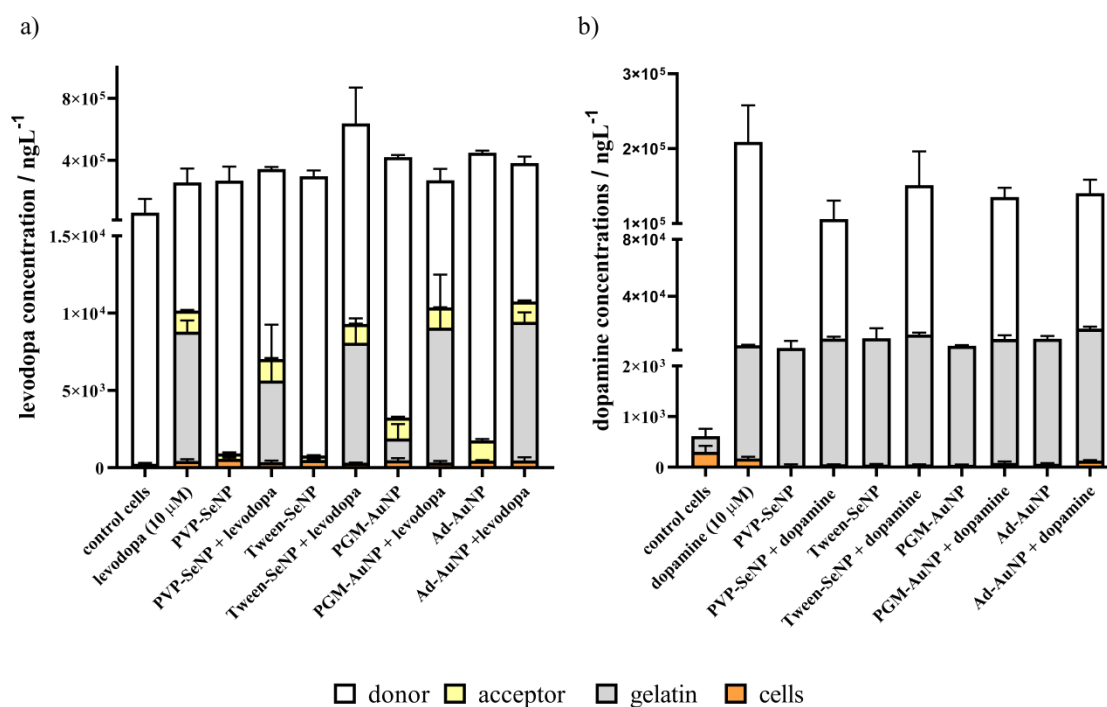 a)
levodopa concentration / ngL⁻¹
8×10⁵
4×10⁵
1.5×10⁴
1×10⁴
5×10³
0
control cells
levodopa (10 μM)
PVP-SeNP
PVP-SeNP + levodopa
Tween-SeNP
Tween-SeNP + levodopa
PGM-AuNP
PGM-AuNP + levodopa
Ad-AuNP
Ad-AuNP +levodopa
b)
dopamine concentrations / ngL⁻¹
3×10⁵
2×10⁵
1×10⁵
8×10⁴
4×10⁴
2×10³
1×10³
0
control cells
dopamine (10 μM)
PVP-SeNP
PVP-SeNP + dopamine
Tween-SeNP
Tween-SeNP + dopamine
PGM-AuNP
PGM-AuNP + dopamine
Ad-AuNP
Ad-AuNP + dopamine
donor acceptor gelatin cells